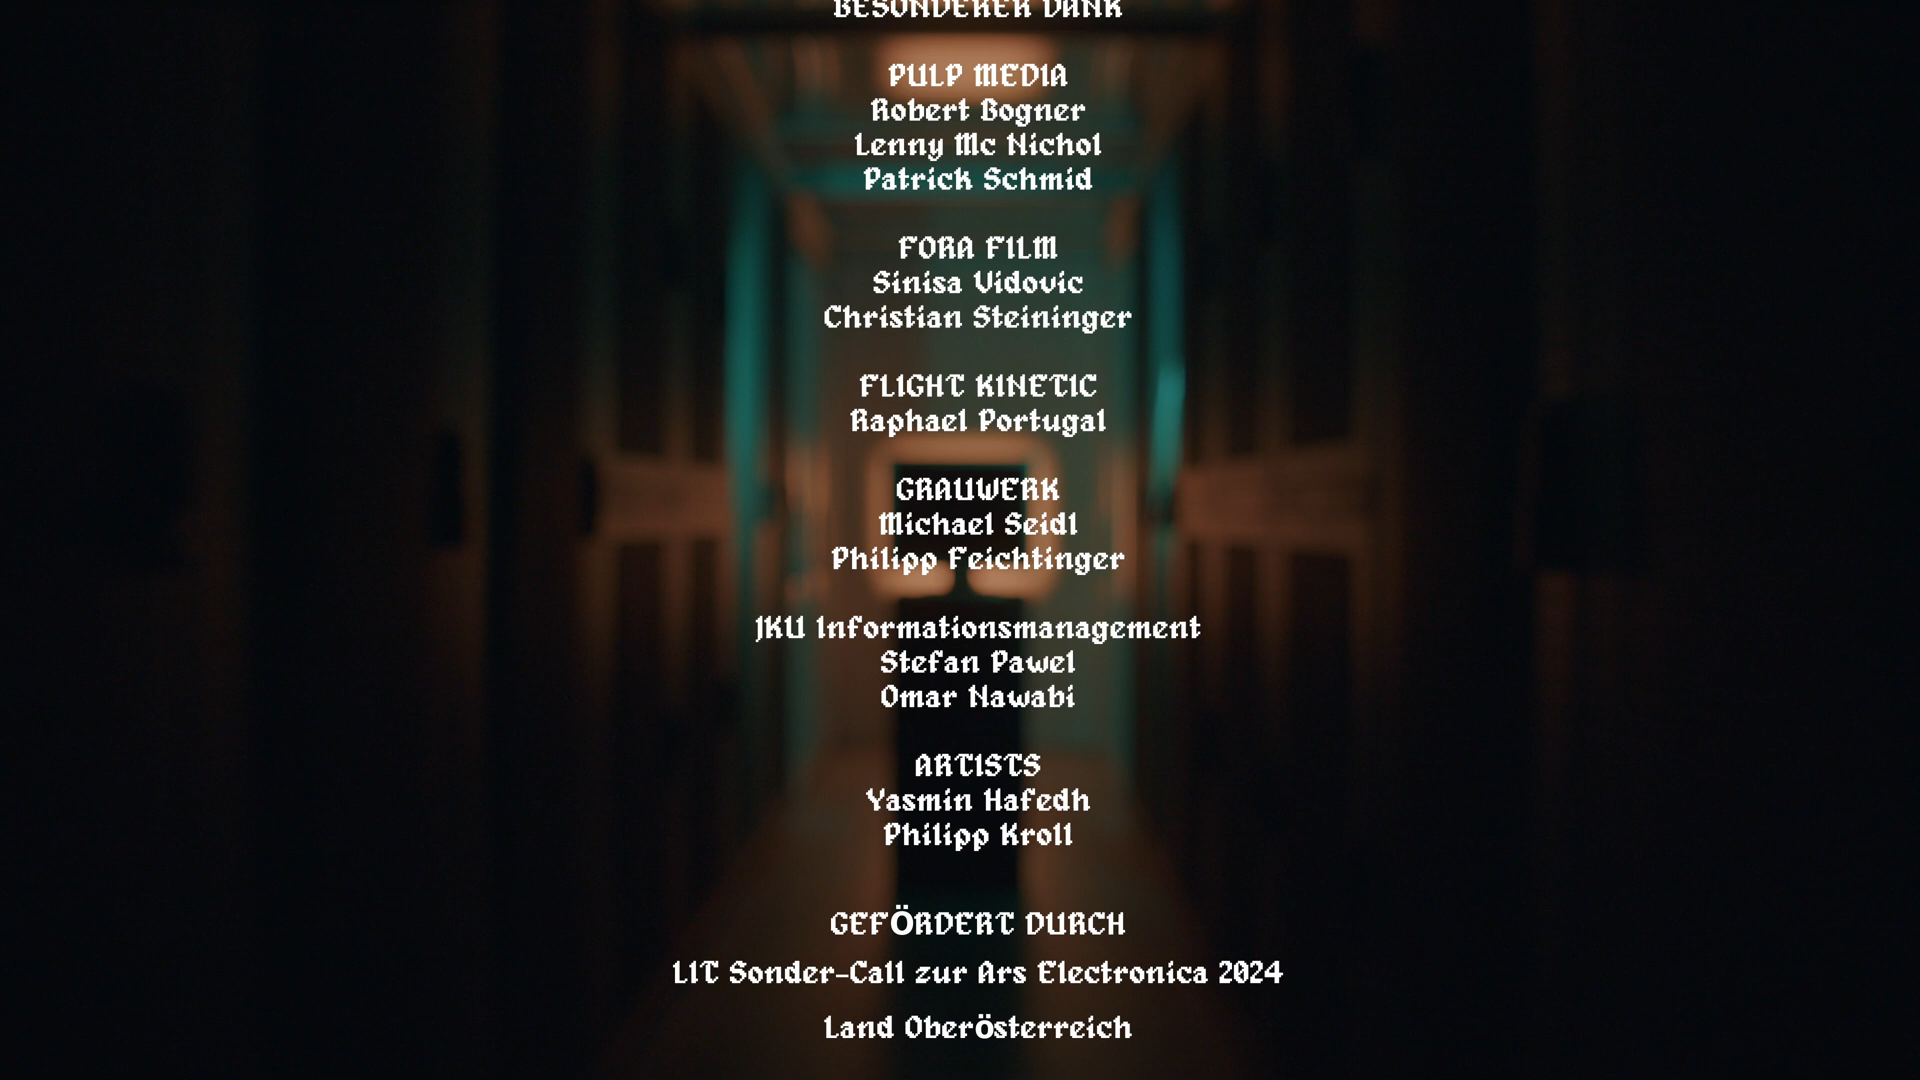 BESONDERER DANK
PULP MEDIA
Robert Bogner
Lenny Mc Nichol
Patrick Schmid
FORA FILM
Sinisa Vidovic
Christian Steininger
FLIGHT KINETIC
Raphael Portugal
GRAUWERK
Michael Seidl
Philipp Feichtinger
JKU Informationsmanagement
Stefan Pawel
Omar Nawabi
ARTISTS
Yasmin Hafedh
Philipp Kroll
GEFÖRDERT DURCH
LIT Sonder-Call zur Ars Electronica 2024
Land Oberösterreich